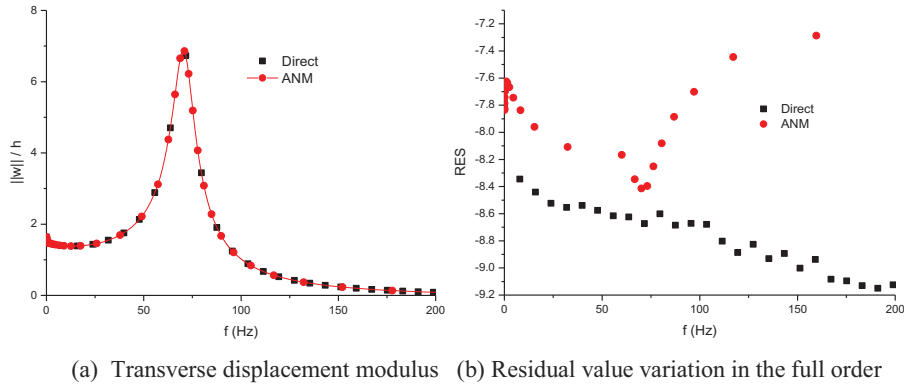 8
6
4
2
0
||w|| / h
Direct
ANM
0 50 100 150 200
f (Hz)
(a) Transverse displacement modulus
-7.2
-7.4
-7.6
-7.8
-8.0
-8.2
-8.4
-8.6
-8.8
-9.0
-9.2
RES
Direct
ANM
0 50 100 150 200
f (Hz)
(b) Residual value variation in the full order